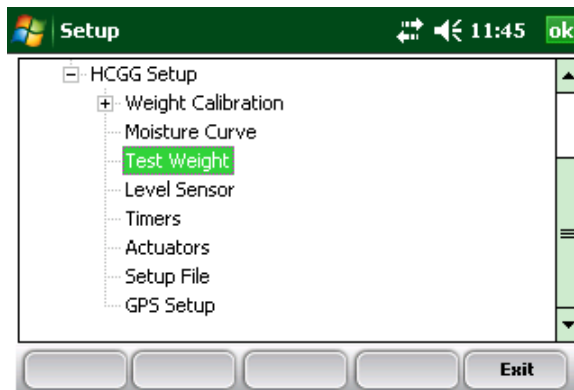 Setup 11:45 ok
HCGG Setup
Weight Calibration
Moisture Curve
Test Weight
Level Sensor
Timers
Actuators
Setup File
GPS Setup
Exit